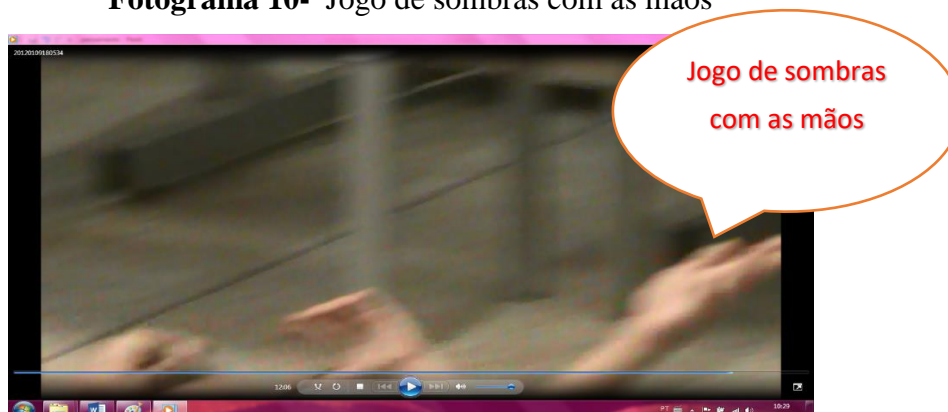 Fotograma 10- Jogo de sombras com as mãos
20120109180534
Jogo de sombras
com as mãos
12:06
PT
10:29